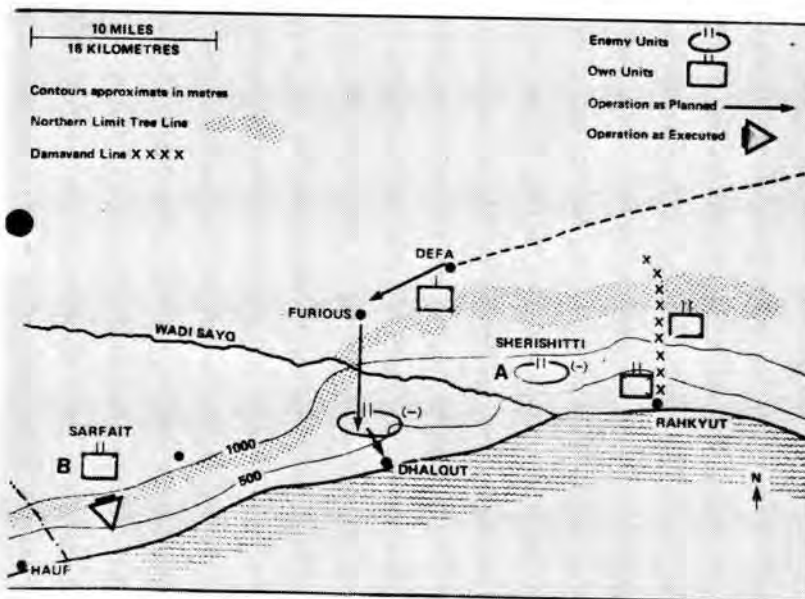 10 MILES
16 KILOMETRES
Contours approximate in metres
Northern Limit Tree Line
Damavand Line X X X X
Enemy Units
Own Units
Operation as Planned
Operation as Executed
DEFA
FURIOUS
WADI SAYQ
SHERISHITTI
A
(-)
(-)
SARFAIT
B
1000
500
DHALQUT
RAHKYUT
N
HAUF